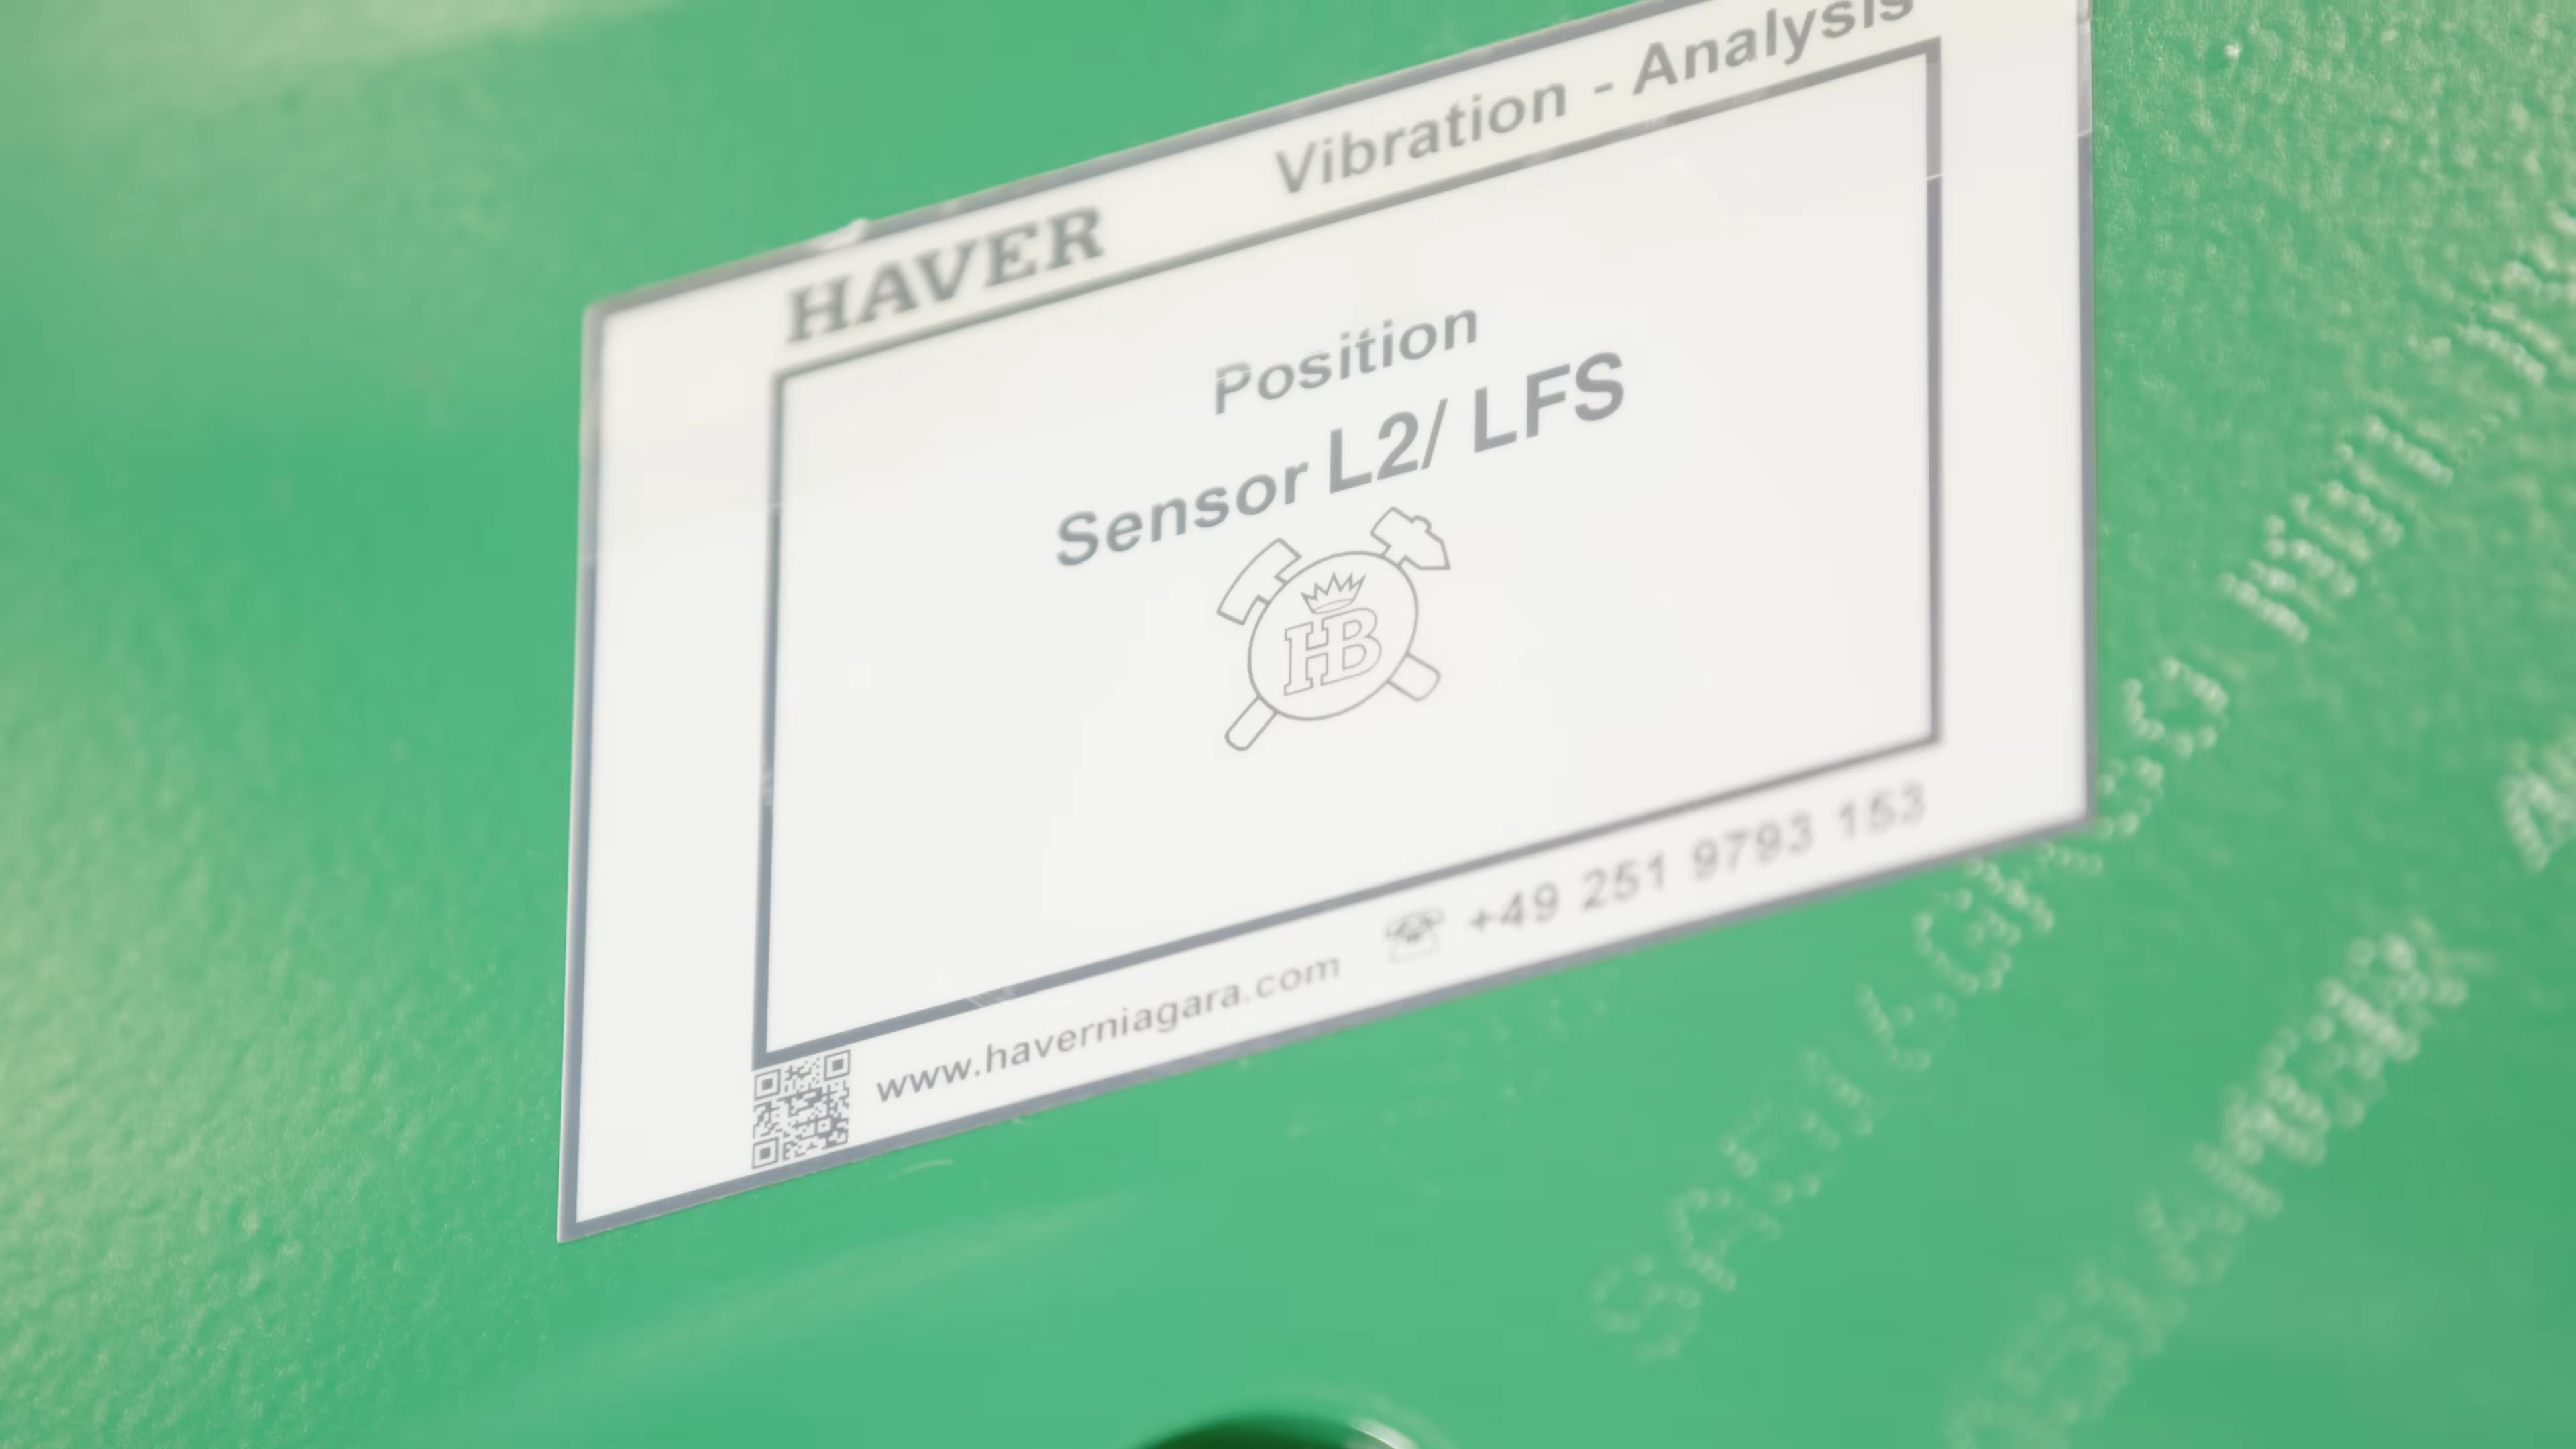 HAVER Vibration - Analysis
Position
Sensor L2/ LFS
HB
www.haverniagara.com ☎ +49 251 9793 153